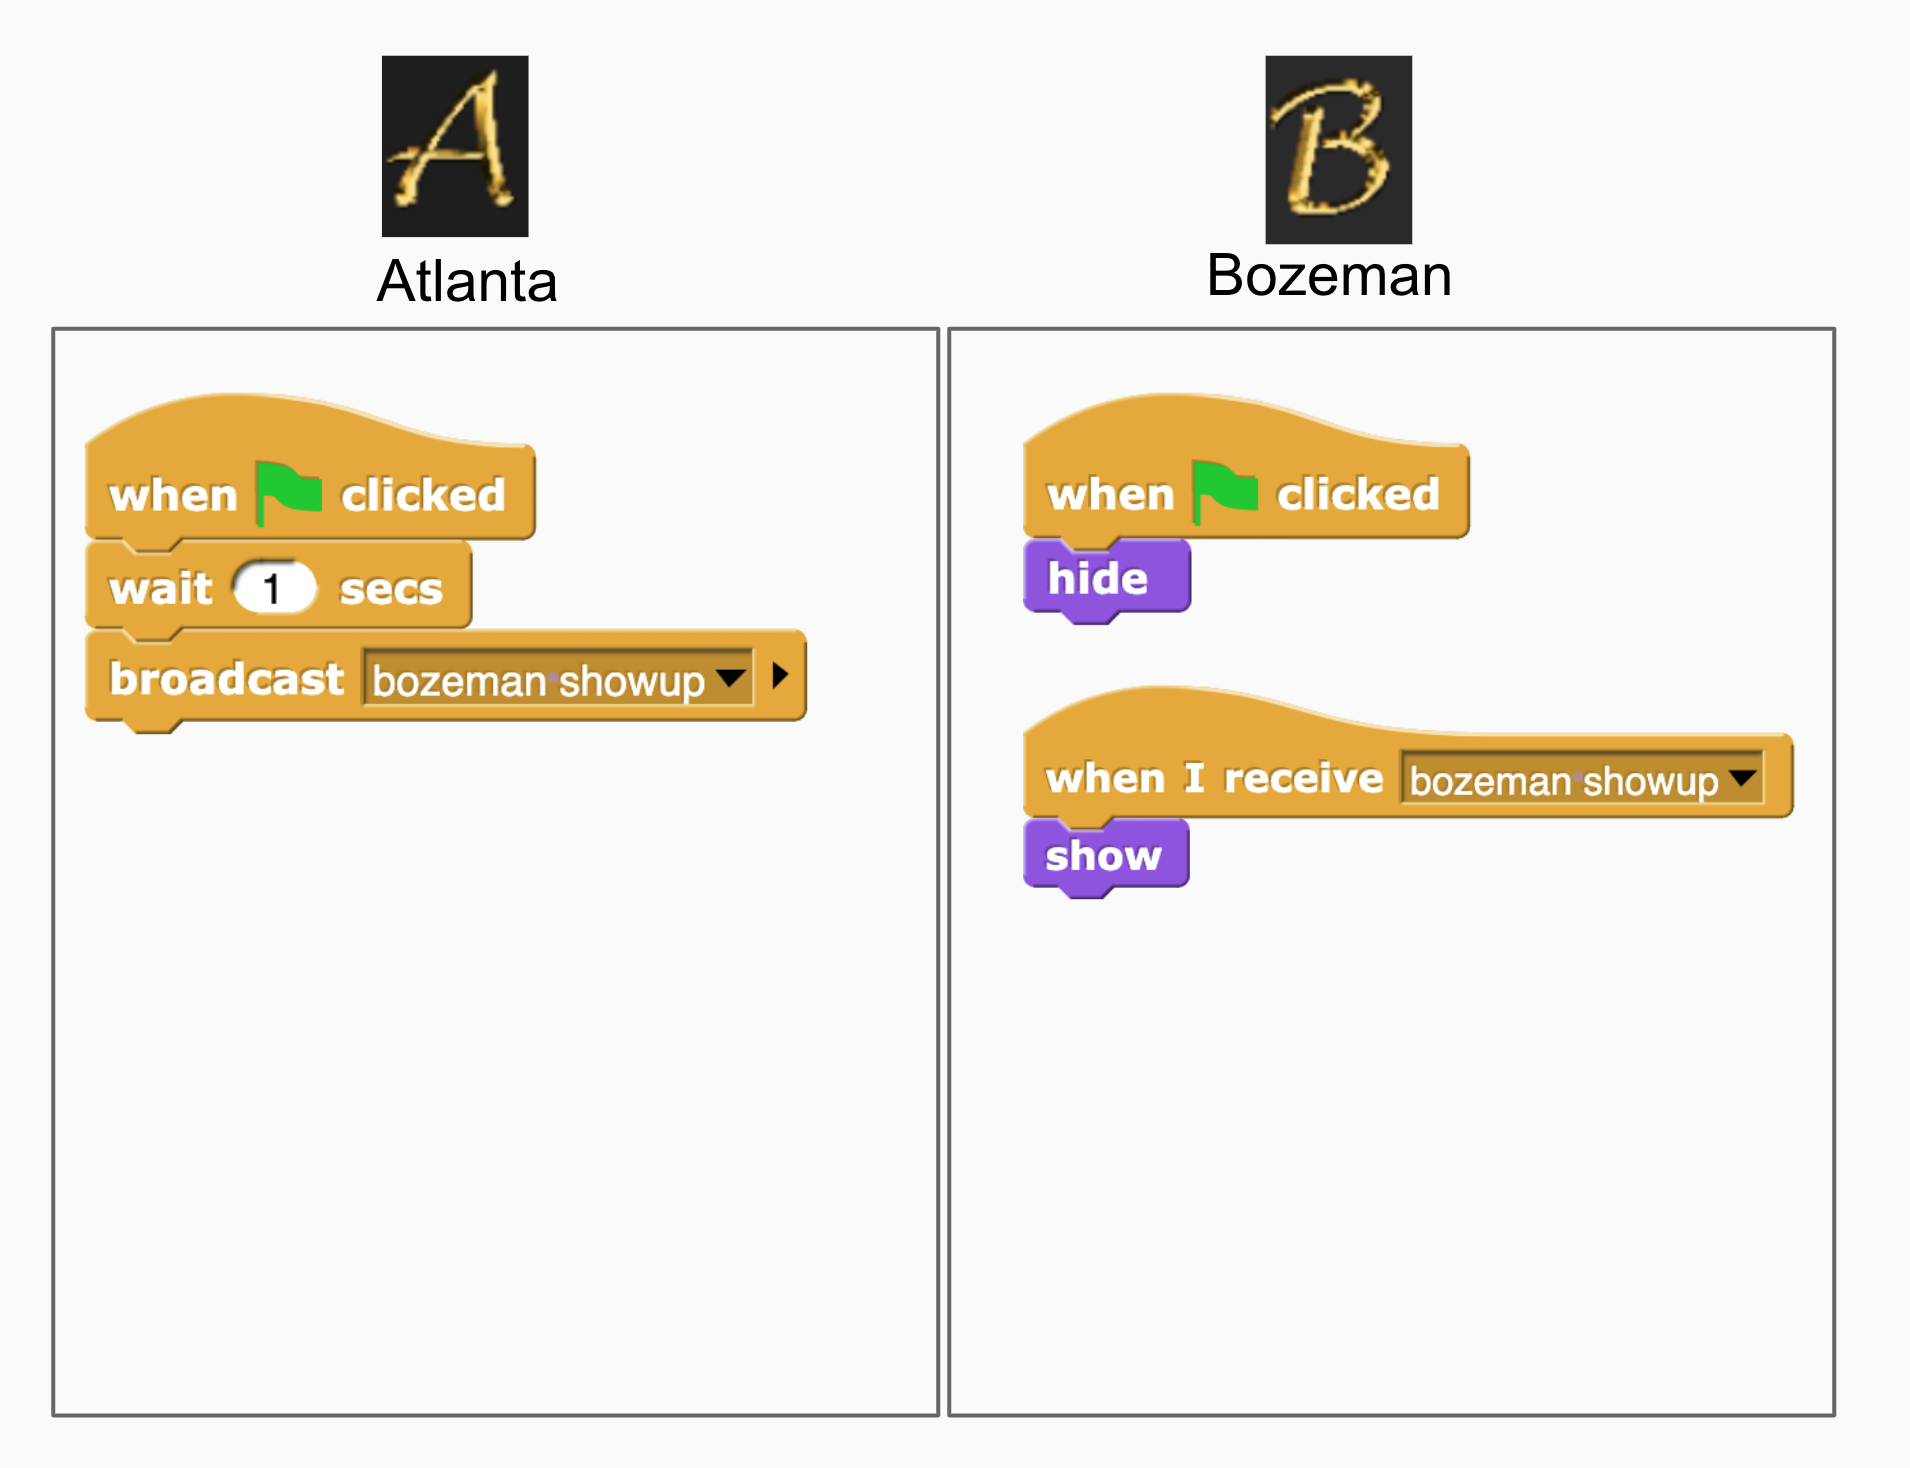 A
Atlanta
when clicked
wait 1 secs
broadcast bozeman showup
B
Bozeman
when clicked
hide
when I receive bozeman showup
show